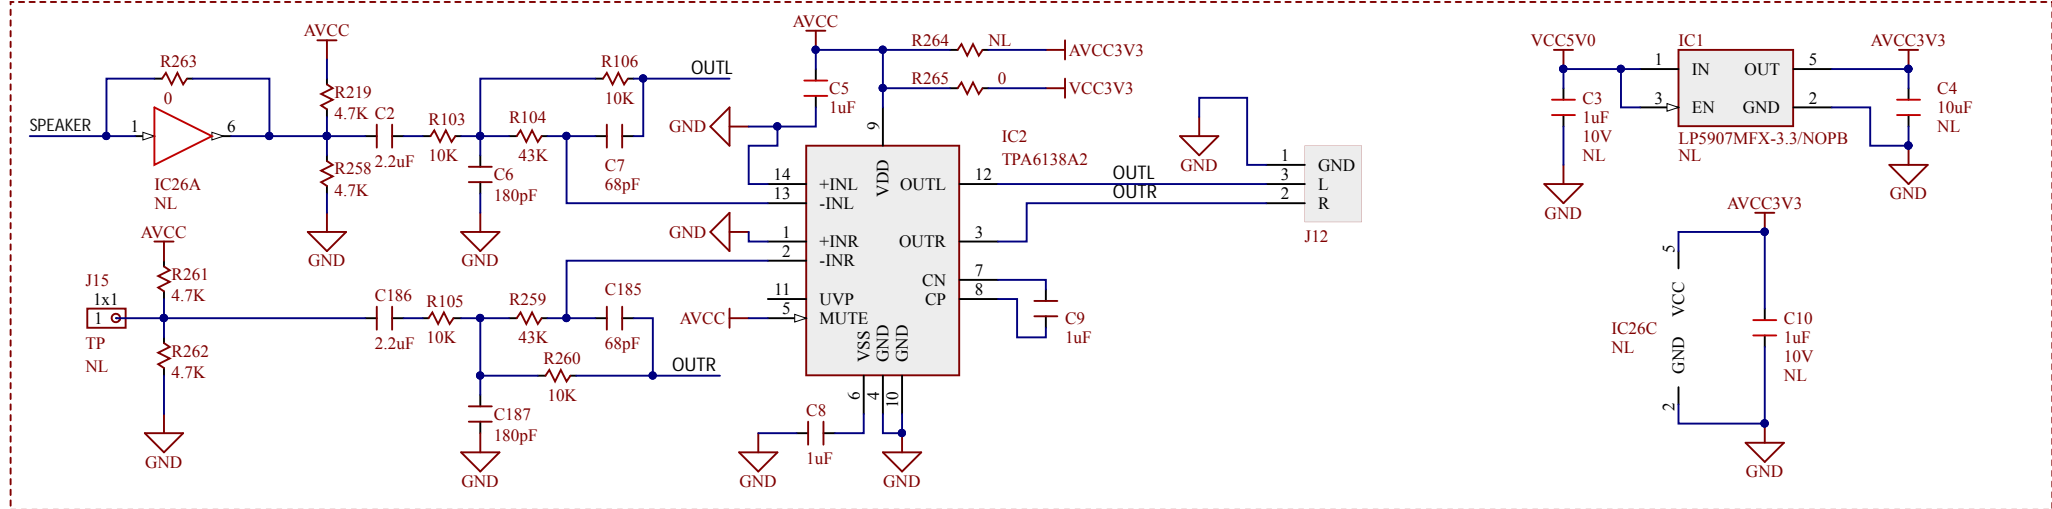 AVCC
R263
0
SPEAKER
1
6
IC26A
NL
AVCC
R219
4.7K
R258
4.7K
GND
C2
2.2uF
R103
10K
R106
10K
OUTL
R104
43K
C7
68pF
C6
180pF
GND
AVCC
C5
1uF
GND
R264
NL
AVCC3V3
R265
0
VCC3V3
IC2
TPA6138A2
9
VDD
14
+INL
13
-INL
GND
1
+INR
2
-INR
11
UVP
AVCC
5
MUTE
OUTL
12
OUTR
3
CN
7
CP
8
VSS
GND
GND
6
4
10
C9
1uF
C8
1uF
GND
GND
OUTL
OUTR
GND
1
GND
3
L
2
R
J12
J15
1x1
1
TP
NL
R261
4.7K
R262
4.7K
GND
C186
2.2uF
R105
10K
R259
43K
C185
68pF
R260
10K
OUTR
C187
180pF
GND
VCC5V0
C3
1uF
10V
NL
GND
IC1
1
IN
3
EN
OUT
5
GND
2
LP5907MFX-3.3/NOPB
NL
AVCC3V3
C4
10uF
NL
GND
AVCC3V3
5
VCC
IC26C
NL
GND
2
C10
1uF
10V
NL
GND